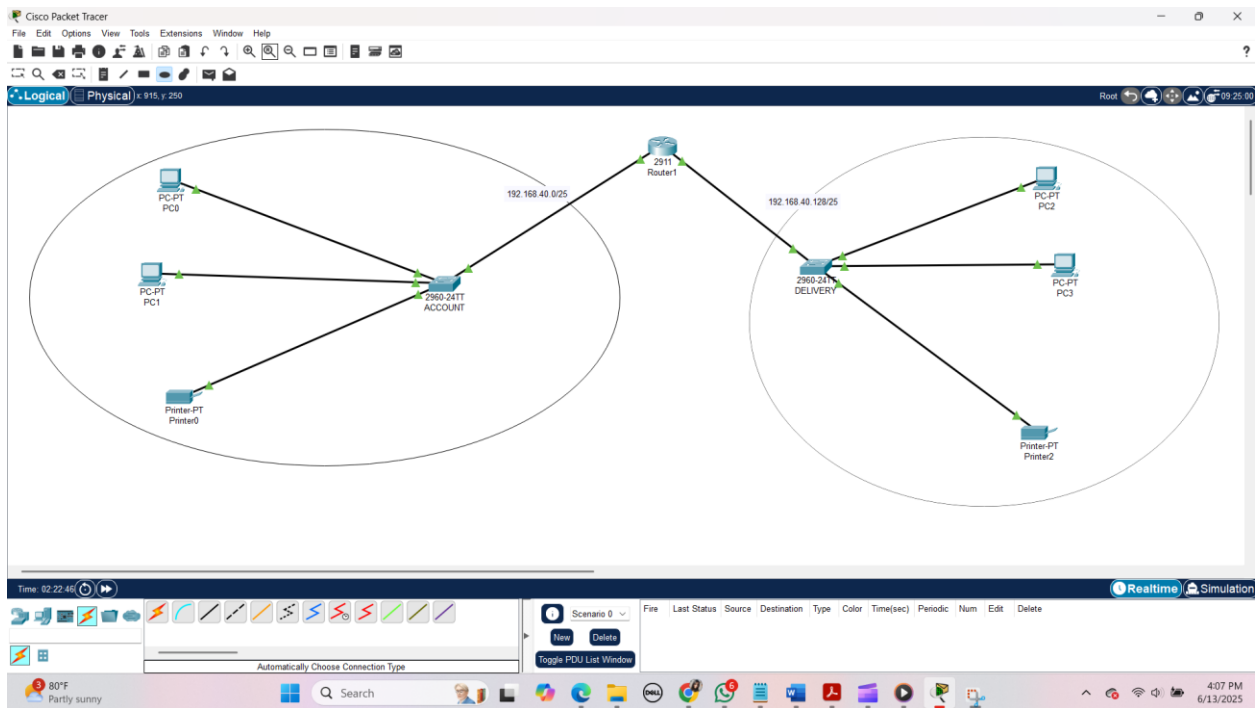 Cisco Packet Tracer
File Edit Options View Tools Extensions Window Help
?
Logical Physical x: 915, y: 250
Root 09:25:00
2911
Router1
PC-PT
PC0
192.168.40.0/25
192.168.40.128/25
PC-PT
PC2
PC-PT
PC1
2960-24TT
ACCOUNT
2960-24TT
DELIVERY
PC-PT
PC3
Printer-PT
Printer0
Printer-PT
Printer2
Time: 02:22:46
Realtime Simulation
Scenario 0
Fire Last Status Source Destination Type Color Time(sec) Periodic Num Edit Delete
New Delete
Toggle PDU List Window
Automatically Choose Connection Type
3
80°F
Partly sunny
Search
DELL
6
4:07 PM
6/13/2025